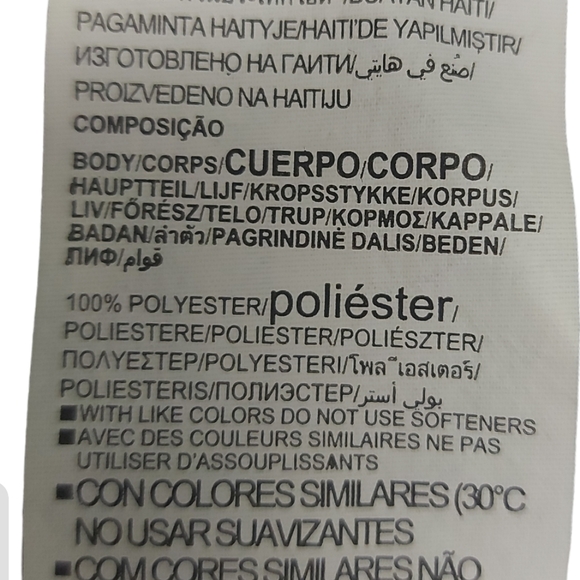 PAGAMINTA HAITYJE/HAITI'DE YAPILMIŞTIR/
ИЗГОТОВЛЕНО НА ГАИТИ/اصُنع في هايتي/
PROIZVEDENO NA HAITIJU
COMPOSIÇÃO
BODY/CORPS/CUERPO/CORPO/
HAUPTTEIL/LIJF/KROPSSTYKKE/KORPUS/
LIV/FŐRÉSZ/TELO/TRUP/ΚΟΡΜΟΣ/KAPPALE/
BADAN/ลำตัว/PAGRINDINĖ DALIS/BEDEN/
ЛИФ/قوام
100% POLYESTER/poliéster/
POLIESTERE/POLIESTER/POLIÉSZTER/
ΠΟΛΥΕΣΤΕΡ/POLYESTERI/โพลีเอสเตอร์/
POLIESTERIS/ПОЛИЭСТЕР/بولي أستر
■WITH LIKE COLORS DO NOT USE SOFTENERS
■AVEC DES COULEURS SIMILAIRES NE PAS
UTILISER D'ASSOUPLISSANTS
■CON COLORES SIMILARES (30°C
NO USAR SUAVIZANTES
■COM CORES SIMILARES NÃO